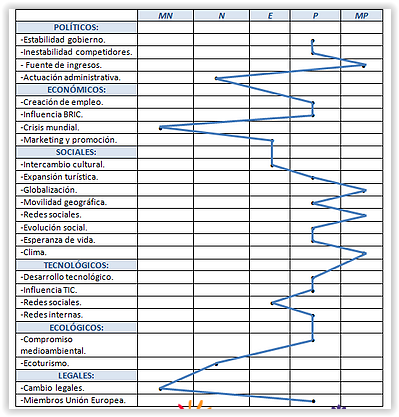 MN N E P MP
POLÍTICOS:
-Estabilidad gobierno.
-Inestabilidad competidores.
- Fuente de ingresos.
-Actuación administrativa.
ECONÓMICOS:
-Creación de empleo.
-Influencia BRIC.
-Crisis mundial.
-Marketing y promoción.
SOCIALES:
-Intercambio cultural.
-Expansión turística.
-Globalización.
-Movilidad geográfica.
-Redes sociales.
-Evolución social.
-Esperanza de vida.
-Clima.
TECNOLÓGICOS:
-Desarrollo tecnológico.
-Influencia TIC.
-Redes sociales.
-Redes internas.
ECOLÓGICOS:
-Compromiso
medioambiental.
-Ecoturismo.
LEGALES:
-Cambio legales.
-Miembros Unión Europea.